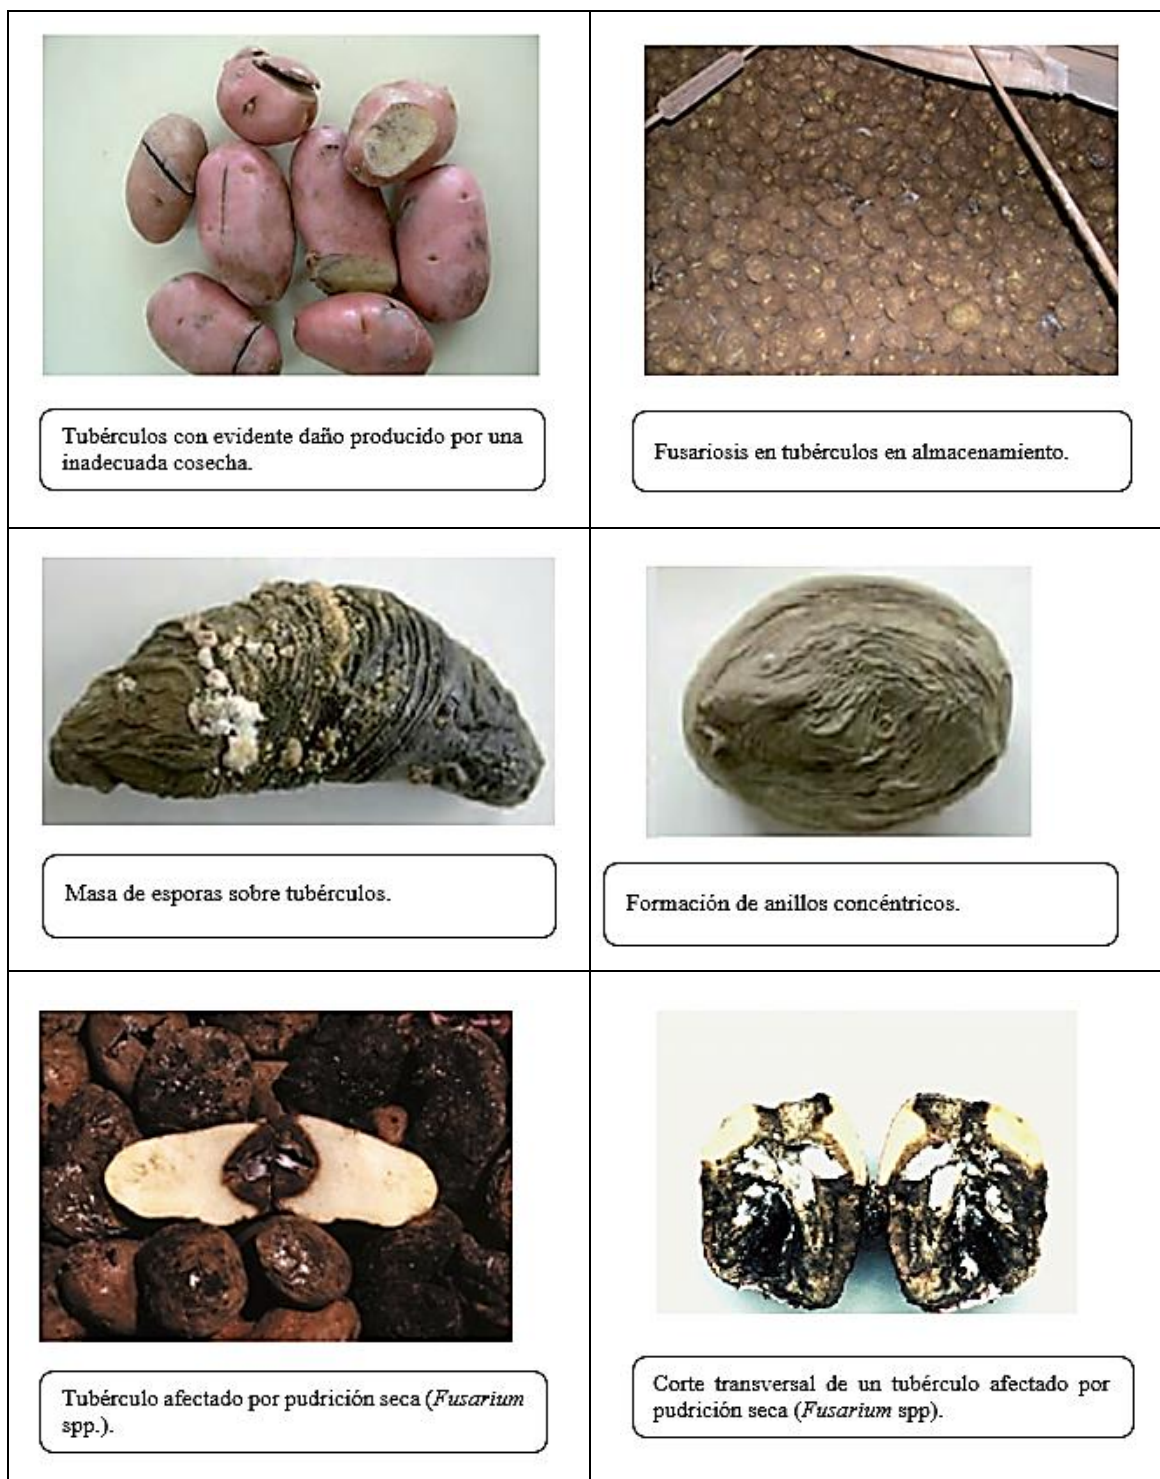 Tubérculos con evidente daño producido por una
inadecuada cosecha.
Fusariosis en tubérculos en almacenamiento.
Masa de esporas sobre tubérculos.
Formación de anillos concéntricos.
Tubérculo afectado por pudrición seca (Fusarium
spp.).
Corte transversal de un tubérculo afectado por
pudrición seca (Fusarium spp).